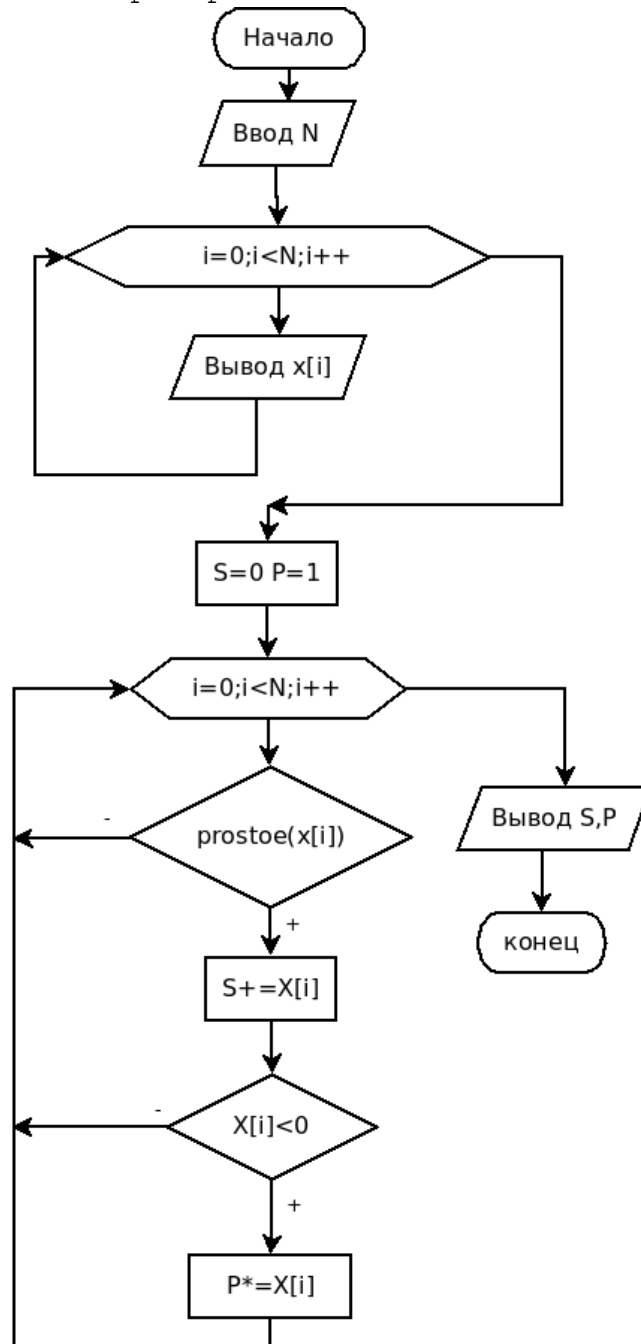 Начало
Ввод N
i=0;i<N;i++
Вывод x[i]
S=0 P=1
i=0;i<N;i++
prostoe(x[i])
-
+
Вывод S,P
конец
S+=X[i]
X[i]<0
-
+
P*=X[i]